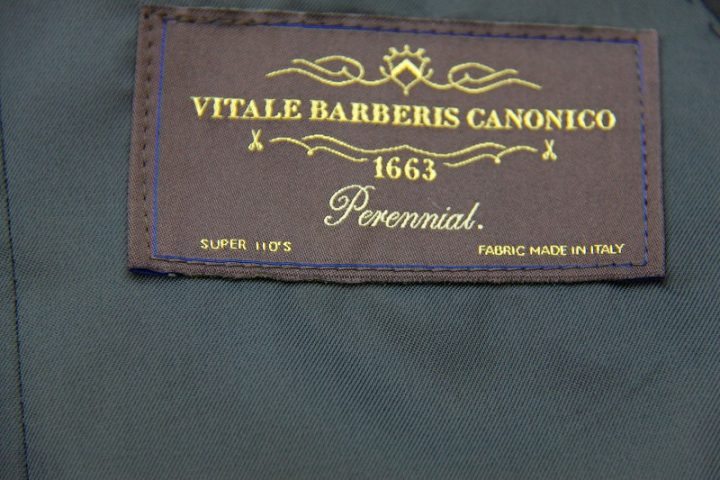 VITALE BARBERIS CANONICO
1663
Perennial.
SUPER 110'S
FABRIC MADE IN ITALY